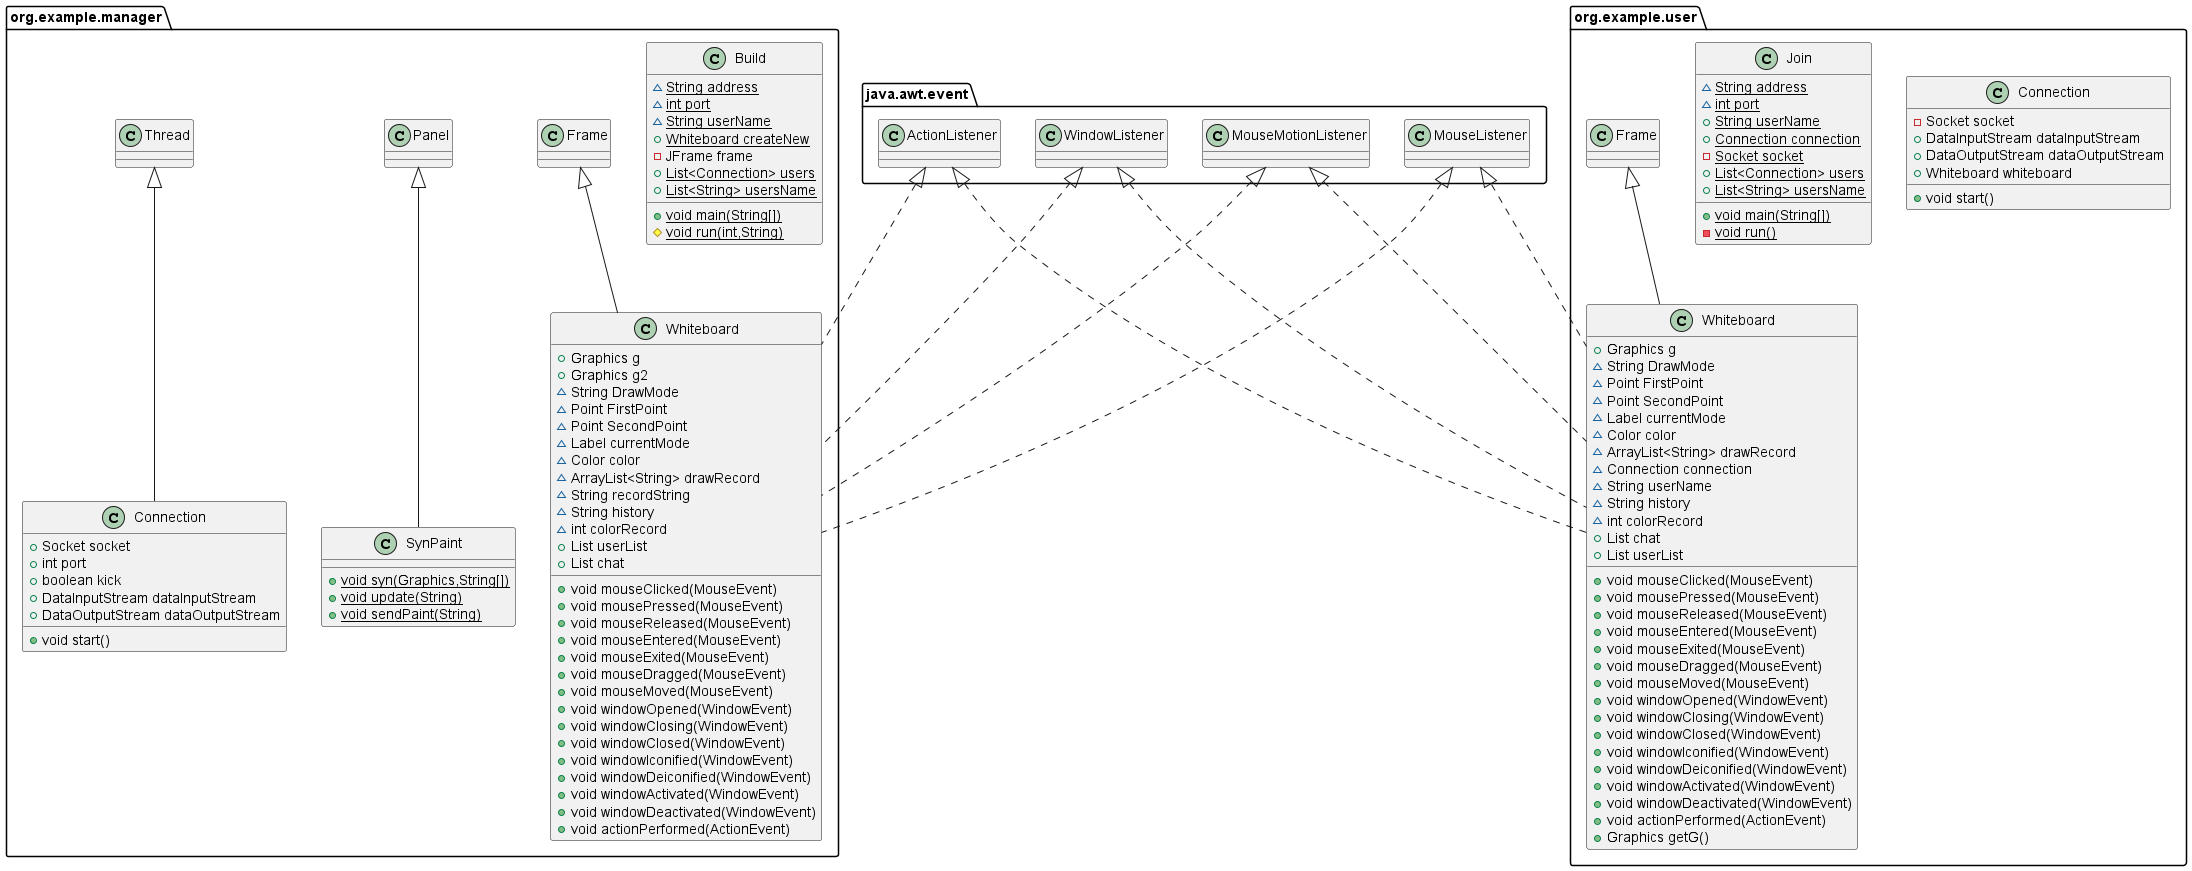 org.example.manager
C Thread
C Panel
C Frame
C Build
String address
int port
String userName
Whiteboard createNew
JFrame frame
List<Connection> users
List<String> usersName
void main(String[])
void run(int,String)
C Connection
Socket socket
int port
boolean kick
DataInputStream dataInputStream
DataOutputStream dataOutputStream
void start()
C SynPaint
void syn(Graphics,String[])
void update(String)
void sendPaint(String)
C Whiteboard
Graphics g
Graphics g2
String DrawMode
Point FirstPoint
Point SecondPoint
Label currentMode
Color color
ArrayList<String> drawRecord
String recordString
String history
int colorRecord
List userList
List chat
void mouseClicked(MouseEvent)
void mousePressed(MouseEvent)
void mouseReleased(MouseEvent)
void mouseEntered(MouseEvent)
void mouseExited(MouseEvent)
void mouseDragged(MouseEvent)
void mouseMoved(MouseEvent)
void windowOpened(WindowEvent)
void windowClosing(WindowEvent)
void windowClosed(WindowEvent)
void windowIconified(WindowEvent)
void windowDeiconified(WindowEvent)
void windowActivated(WindowEvent)
void windowDeactivated(WindowEvent)
void actionPerformed(ActionEvent)
java.awt.event
C ActionListener
C WindowListener
C MouseMotionListener
C MouseListener
org.example.user
C Frame
C Join
String address
int port
String userName
Connection connection
Socket socket
List<Connection> users
List<String> usersName
void main(String[])
void run()
C Connection
Socket socket
DataInputStream dataInputStream
DataOutputStream dataOutputStream
Whiteboard whiteboard
void start()
C Whiteboard
Graphics g
String DrawMode
Point FirstPoint
Point SecondPoint
Label currentMode
Color color
ArrayList<String> drawRecord
Connection connection
String userName
String history
int colorRecord
List chat
List userList
void mouseClicked(MouseEvent)
void mousePressed(MouseEvent)
void mouseReleased(MouseEvent)
void mouseEntered(MouseEvent)
void mouseExited(MouseEvent)
void mouseDragged(MouseEvent)
void mouseMoved(MouseEvent)
void windowOpened(WindowEvent)
void windowClosing(WindowEvent)
void windowClosed(WindowEvent)
void windowIconified(WindowEvent)
void windowDeiconified(WindowEvent)
void windowActivated(WindowEvent)
void windowDeactivated(WindowEvent)
void actionPerformed(ActionEvent)
Graphics getG()